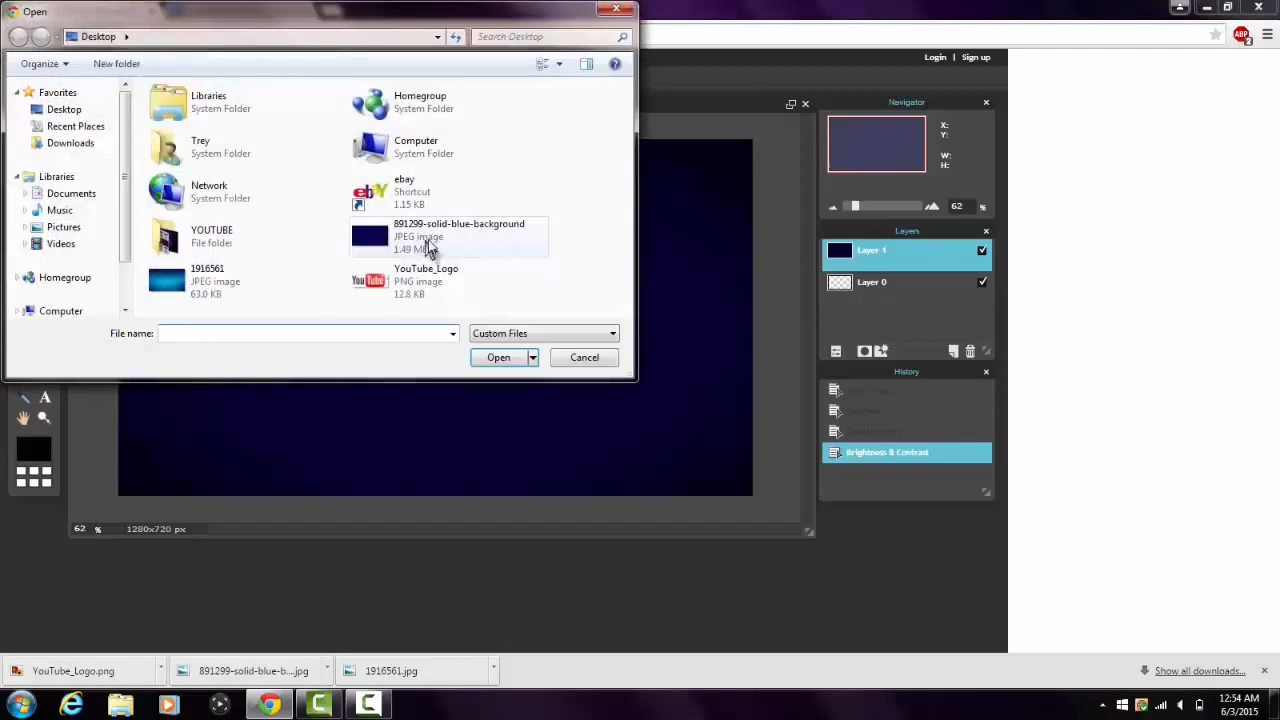 Open
Desktop
Search Desktop
Organize
New folder
Favorites
Desktop
Recent Places
Downloads
Libraries
Documents
Music
Pictures
Videos
Homegroup
Computer
Libraries
System Folder
Homegroup
System Folder
Trey
System Folder
Computer
System Folder
Network
System Folder
ebay
Shortcut
1.15 KB
YOUTUBE
File folder
891299-solid-blue-background
JPEG image
1.49 M
1916561
JPEG image
63.0 KB
YouTube_Logo
PNG image
12.8 KB
File name:
Custom Files
Open
Cancel
ABP
2
Login | Sign up
Navigator
X:
Y:
W:
H:
62 %
Layers
Layer 1
Layer 0
History
Brightness & Contrast
A
62 % 1280x720 px
YouTube_Logo.png
891299-solid-blue-b....jpg
1916561.jpg
Show all downloads...
12:54 AM
6/3/2015